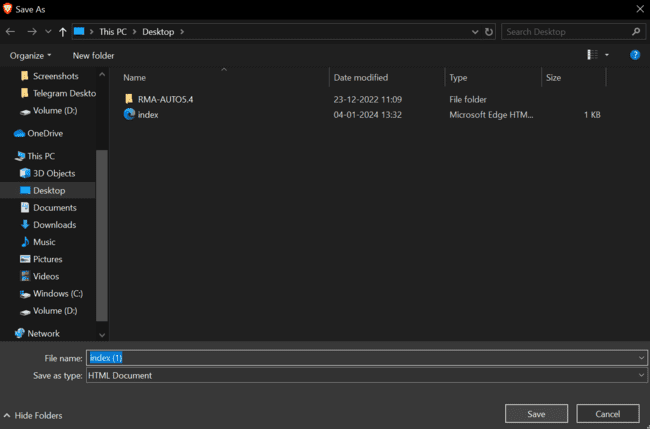 Save As
This PC
Desktop
Search Desktop
Organize
New folder
?
Screenshots
Telegram Deskto
Volume (D:)
OneDrive
This PC
3D Objects
Desktop
Documents
Downloads
Music
Pictures
Videos
Windows (C:)
Volume (D:)
Network
Name Date modified Type Size
RMA-AUTO5.4 23-12-2022 11:09 File folder
index 04-01-2024 13:32 Microsoft Edge HTM... 1 KB
File name: index (1)
Save as type: HTML Document
Hide Folders
Save
Cancel